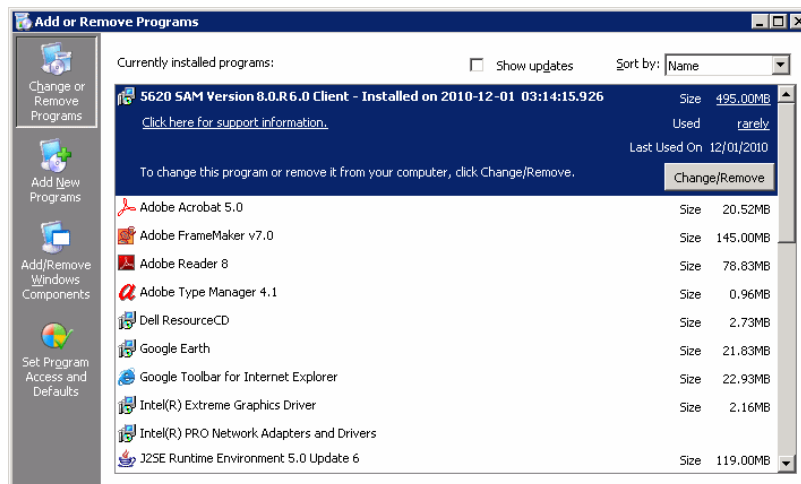 Add or Remove Programs
Currently installed programs:
Show updates
Sort by: Name
Change or
Remove
Programs
Add New
Programs
Add/Remove
Windows
Components
Set Program
Access and
Defaults
5620 SAM Version 8.0.R6.0 Client - Installed on 2010-12-01 03:14:15.926
Size 495.00MB
Click here for support information.
Used rarely
Last Used On 12/01/2010
To change this program or remove it from your computer, click Change/Remove.
Change/Remove
Adobe Acrobat 5.0
Size 20.52MB
Adobe FrameMaker v7.0
Size 145.00MB
Adobe Reader 8
Size 78.83MB
Adobe Type Manager 4.1
Size 0.96MB
Dell ResourceCD
Size 2.73MB
Google Earth
Size 21.83MB
Google Toolbar for Internet Explorer
Size 22.93MB
Intel(R) Extreme Graphics Driver
Size 2.16MB
Intel(R) PRO Network Adapters and Drivers
J2SE Runtime Environment 5.0 Update 6
Size 119.00MB